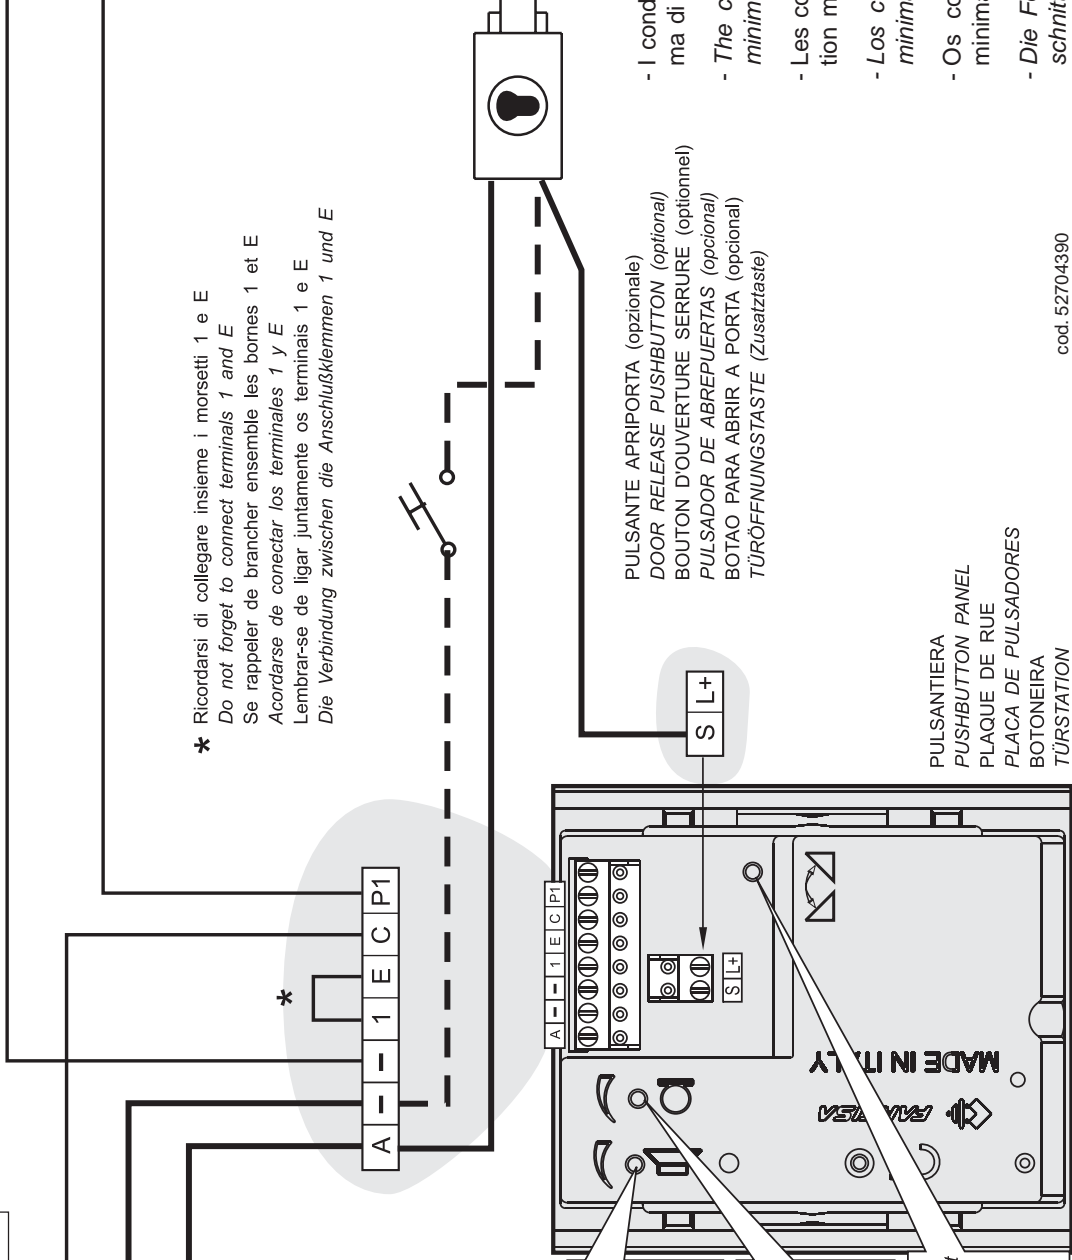 - I cond
ma di
- The c
minim
- Les co
tion m
- Los c
minima
- Os co
minima
- Die Fe
schnit
* Ricordarsi di collegare insieme i morsetti 1 e E
Do not forget to connect terminals 1 and E
Se rappeler de brancher ensemble les bornes 1 et E
Acordarse de conectar los terminales 1 y E
Lembrar-se de ligar juntamente os terminais 1 e E
Die Verbindung zwischen die Anschlußklemmen 1 und E
PULSANTE APRIPORTA (opzionale)
DOOR RELEASE PUSHBUTTON (optional)
BOUTON D'OUVERTURE SERRURE (optionnel)
PULSADOR DE ABREPUERTAS (opcional)
BOTAO PARA ABRIR A PORTA (opcional)
TÜRÖFFNUNGSTASTE (Zusatztaste)
cod. 52704390
PULSANTIERA
PUSHBUTTON PANEL
PLAQUE DE RUE
PLACA DE PULSADORES
BOTONEIRA
TÜRSTATION
*
A - - 1 E C P1
S L+
A - - 1 E C P1
S L+
MADE IN ITALY
FARFISA